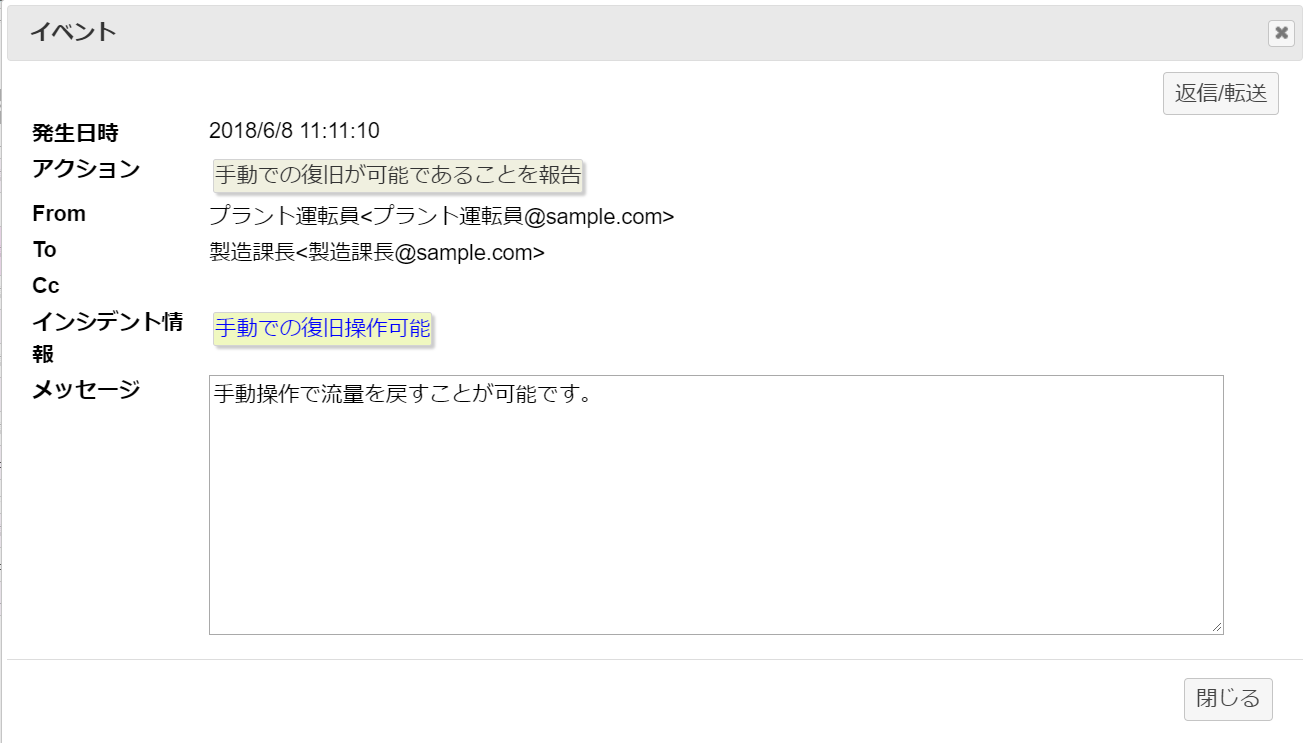 イベント
返信/転送
発生日時 2018/6/8 11:11:10
アクション 手動での復旧が可能であることを報告
From プラント運転員<プラント運転員@sample.com>
To 製造課長<製造課長@sample.com>
Cc
インシデント情
報
手動での復旧操作可能
メッセージ 手動操作で流量を戻すことが可能です。
閉じる